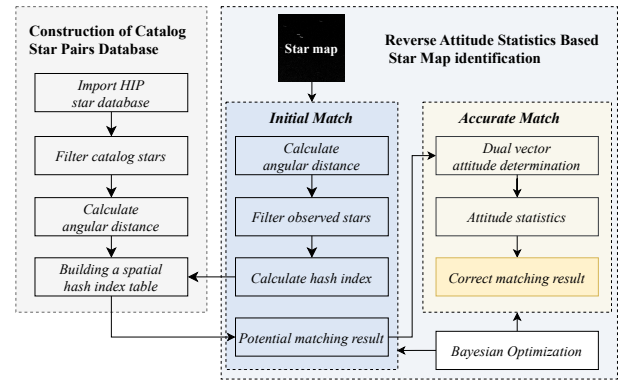 Construction of Catalog
Star Pairs Database
Import HIP
star database
Filter catalog stars
Calculate
angular distance
Building a spatial
hash index table
Star map
Reverse Attitude Statistics Based
Star Map identification
Initial Match
Calculate
angular distance
Filter observed stars
Calculate hash index
Potential matching result
Accurate Match
Dual vector
attitude determination
Attitude statistics
Correct matching result
Bayesian Optimization